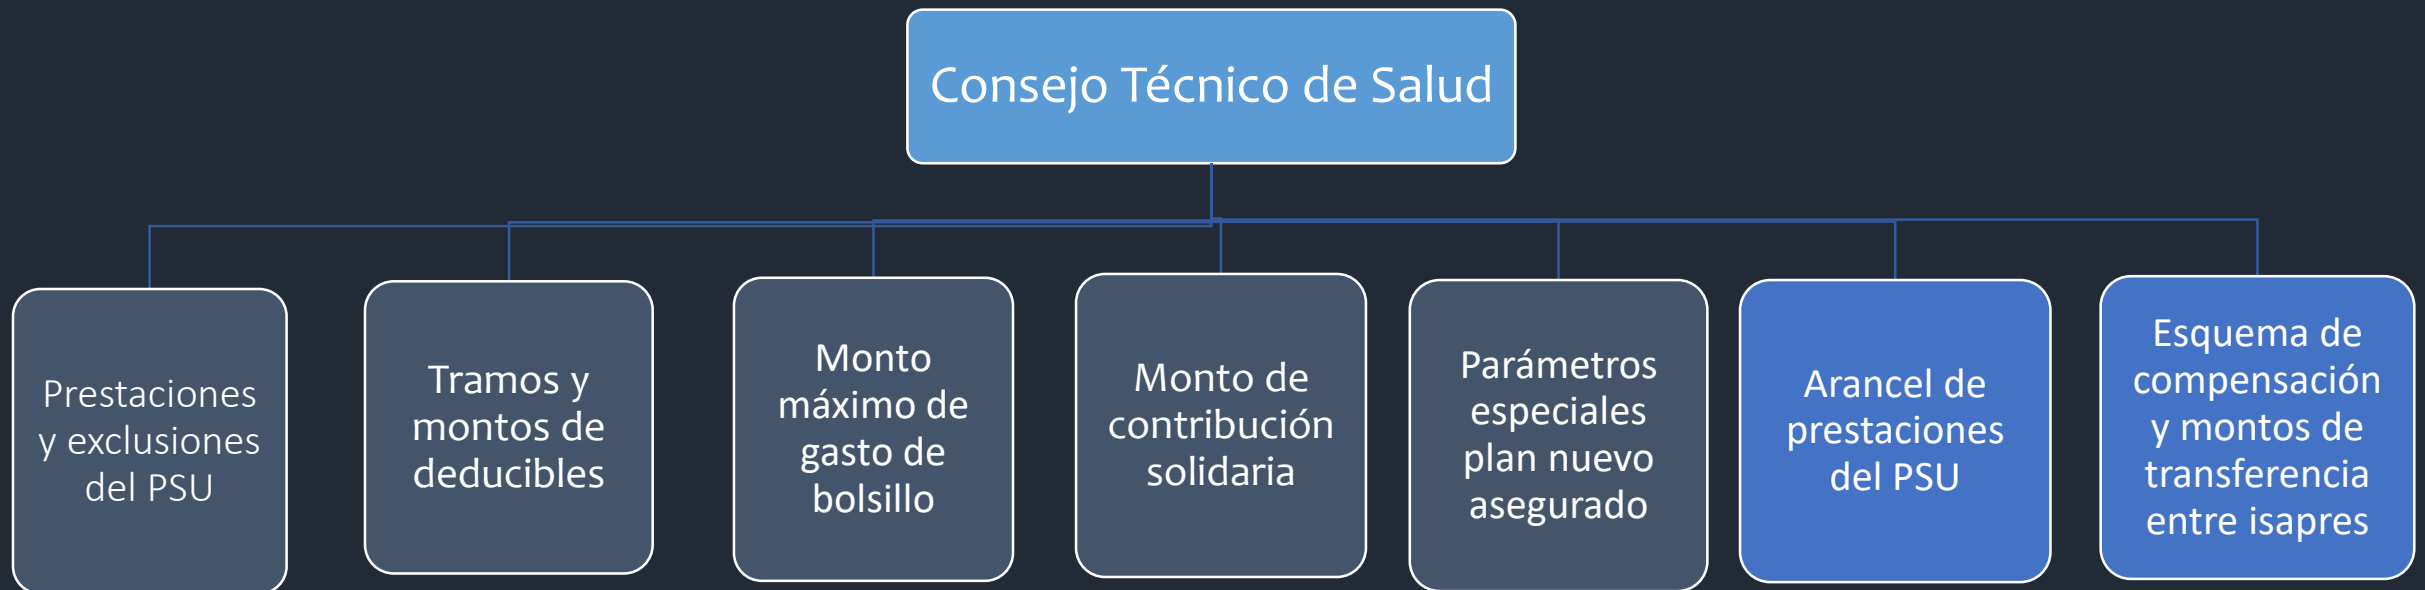 Consejo Técnico de Salud
Prestaciones
y exclusiones
del PSU
Tramos y
montos de
deducibles
Monto
máximo de
gasto de
bolsillo
Monto de
contribución
solidaria
Parámetros
especiales
plan nuevo
asegurado
Arancel de
prestaciones
del PSU
Esquema de
compensación
y montos de
transferencia
entre isapres